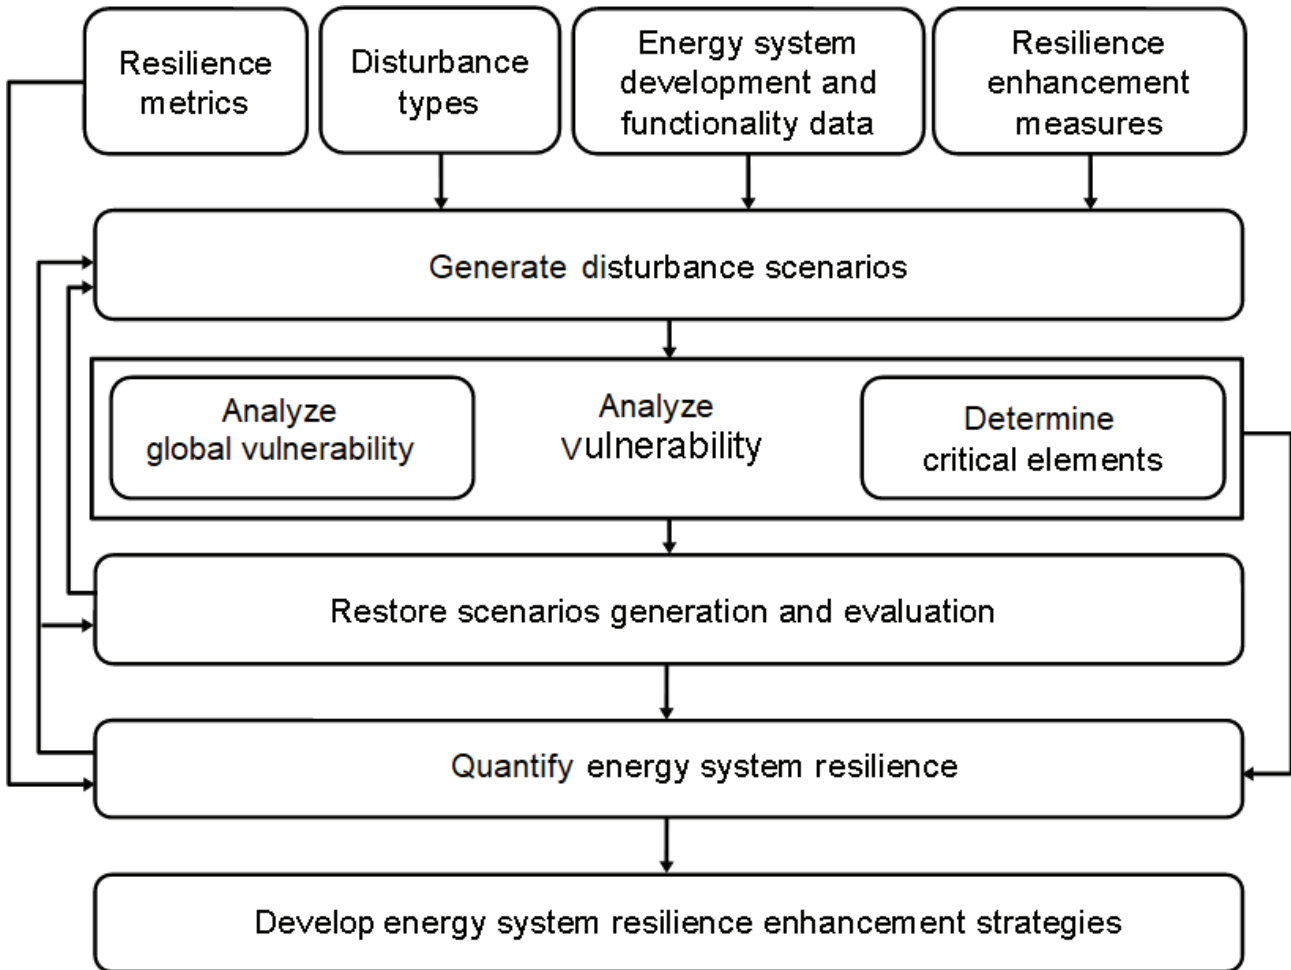 Resilience
metrics
Disturbance
types
Energy system
development and
functionality data
Resilience
enhancement
measures
Generate disturbance scenarios
Analyze
global vulnerability
Analyze
Vulnerability
Determine
critical elements
Restore scenarios generation and evaluation
Quantify energy system resilience
Develop energy system resilience enhancement strategies